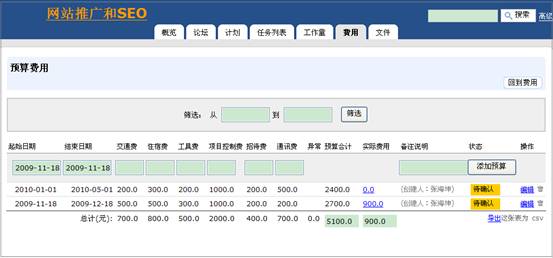 网站推广和SEO
搜索 高级
概览 论坛 计划 任务列表 工作室 费用 文件
预算费用
回到费用
筛选： 从 到 筛选
起始日期 结束日期 交通费 住宿费 工具费 项目控制费 招待费 通讯费 异常 预算合计 实际费用 备注说明 状态 操作
2009-11-18 2009-11-18 添加预算
2010-01-01 2010-05-01 200.0 300.0 200.0 1000.0 200.0 500.0 2400.0 0.0 (创建人：张海坤) 待确认 编辑
2009-11-18 2009-12-18 500.0 500.0 300.0 1000.0 200.0 200.0 2700.0 900.0 (创建人：张海坤) 待确认 编辑
总计(元): 700.0 800.0 500.0 2000.0 400.0 700.0 0.0 5100.0 900.0 导出这张表为 csv